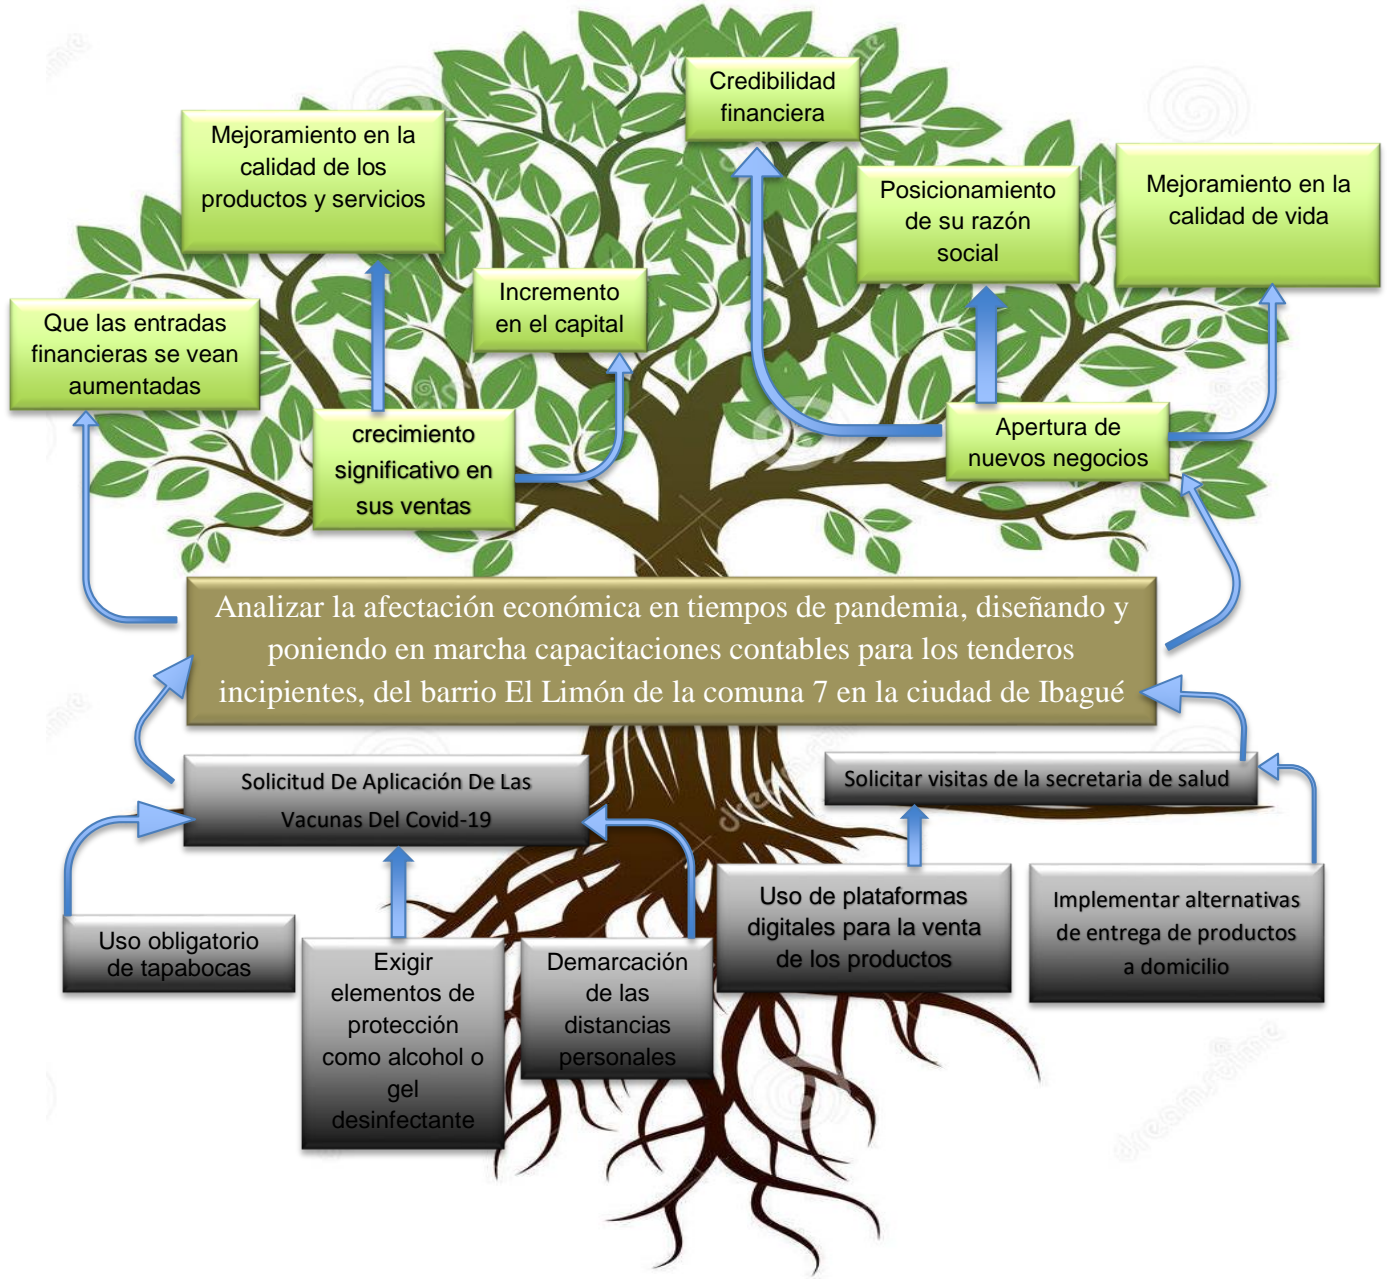 Credibilidad
financiera
Mejoramiento en la
calidad de los
productos y servicios
Posicionamiento
de su razón
social
Mejoramiento en la
calidad de vida
Incremento
en el capital
Que las entradas
financieras se vean
aumentadas
crecimiento
significativo en
sus ventas
Apertura de
nuevos negocios
Analizar la afectación económica en tiempos de pandemia, diseñando y
poniendo en marcha capacitaciones contables para los tenderos
incipientes, del barrio El Limón de la comuna 7 en la ciudad de Ibagué
Solicitud De Aplicación De Las
Vacunas Del Covid-19
Solicitar visitas de la secretaria de salud
Uso obligatorio
de tapabocas
Exigir
elementos de
protección
como alcohol o
gel
desinfectante
Demarcación
de las
distancias
personales
Uso de plataformas
digitales para la venta
de los productos
Implementar alternativas
de entrega de productos
a domicilio
dreamstime